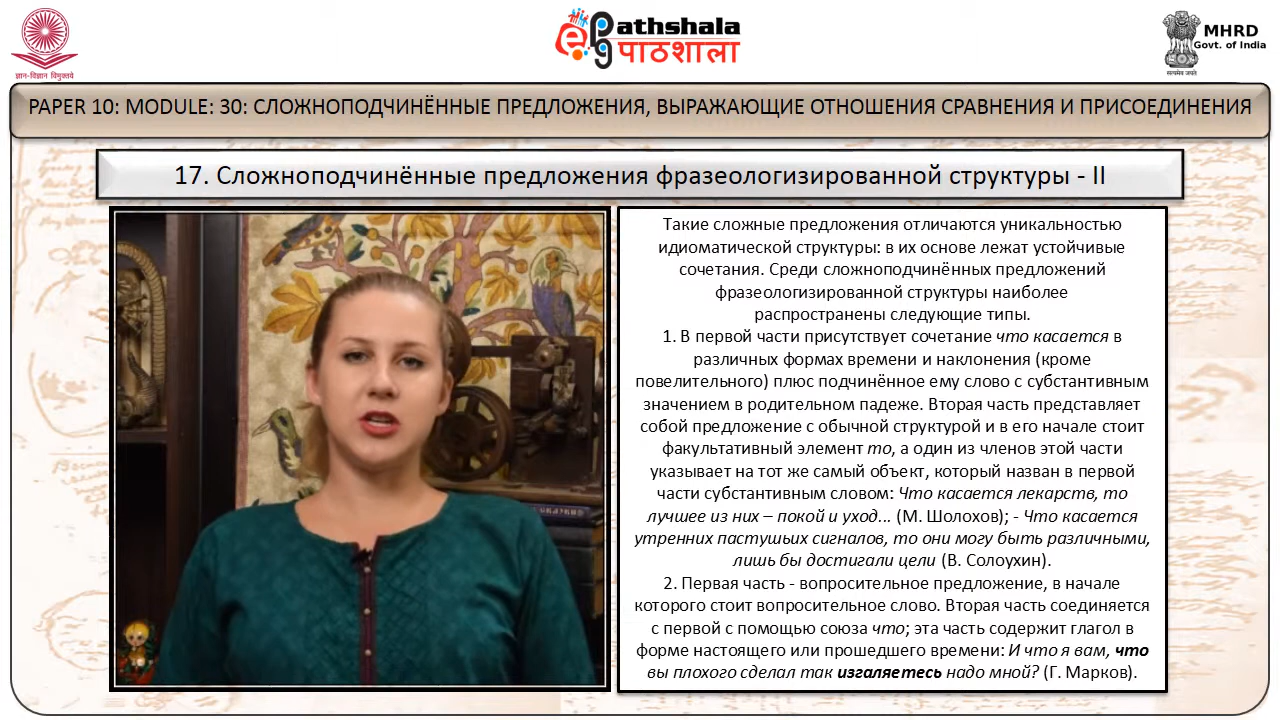 ज्ञान-विज्ञान विमुक्तये
ePG Pathshala
पाठशाला
MHRD
Govt. of India
सत्यमेव जयते
PAPER 10: MODULE: 30: СЛОЖНОПОДЧИНЁННЫЕ ПРЕДЛОЖЕНИЯ, ВЫРАЖАЮЩИЕ ОТНОШЕНИЯ СРАВНЕНИЯ И ПРИСОЕДИНЕНИЯ
17. Сложноподчинённые предложения фразеологизированной структуры - II
Такие сложные предложения отличаются уникальностью
идиоматической структуры: в их основе лежат устойчивые
сочетания. Среди сложноподчинённых предложений
фразеологизированной структуры наиболее
распространены следующие типы.
1. В первой части присутствует сочетание что касается в
различных формах времени и наклонения (кроме
повелительного) плюс подчинённое ему слово с субстантивным
значением в родительном падеже. Вторая часть представляет
собой предложение с обычной структурой и в его начале стоит
факультативный элемент то, а один из членов этой части
указывает на тот же самый объект, который назван в первой
части субстантивным словом: Что касается лекарств, то
лучшее из них – покой и уход... (М. Шолохов); - Что касается
утренних пастушьих сигналов, то они могу быть различными,
лишь бы достигали цели (В. Солоухин).
2. Первая часть - вопросительное предложение, в начале
которого стоит вопросительное слово. Вторая часть соединяется
с первой с помощью союза что; эта часть содержит глагол в
форме настоящего или прошедшего времени: И что я вам, что
вы плохого сделал так изгаляетесь надо мной? (Г. Марков).